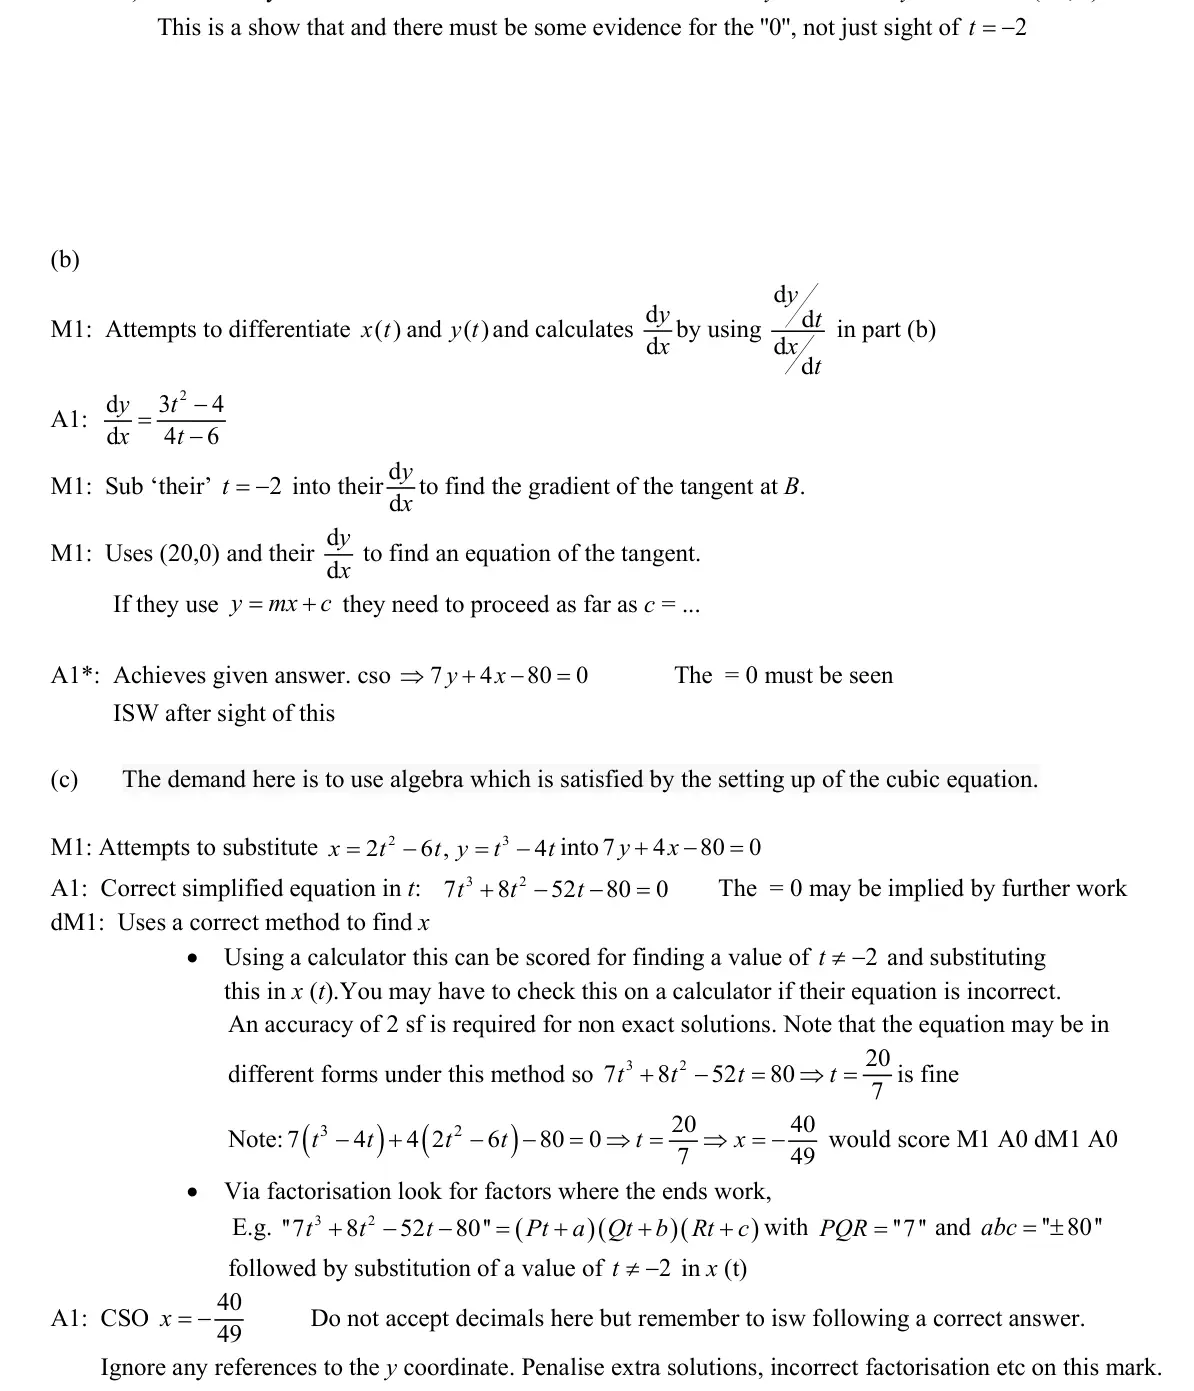 This is a show that and there must be some evidence for the "0", not just sight of t = −2
(b)
M1: Attempts to differentiate x(t) and y(t) and calculates dy/dx by using (dy/dt)/(dx/dt) in part (b)
A1: dy/dx = (3t² − 4)/(4t − 6)
M1: Sub ‘their’ t = −2 into their dy/dx to find the gradient of the tangent at B.
M1: Uses (20,0) and their dy/dx to find an equation of the tangent.
If they use y = mx + c they need to proceed as far as c = ...
A1*: Achieves given answer. cso ⇒ 7y + 4x − 80 = 0 The = 0 must be seen
ISW after sight of this
(c) The demand here is to use algebra which is satisfied by the setting up of the cubic equation.
M1: Attempts to substitute x = 2t² − 6t, y = t³ − 4t into 7y + 4x − 80 = 0
A1: Correct simplified equation in t: 7t³ + 8t² − 52t − 80 = 0 The = 0 may be implied by further work
dM1: Uses a correct method to find x
• Using a calculator this can be scored for finding a value of t ≠ −2 and substituting
this in x (t).You may have to check this on a calculator if their equation is incorrect.
An accuracy of 2 sf is required for non exact solutions. Note that the equation may be in
different forms under this method so 7t³ + 8t² − 52t = 80 ⇒ t = 20/7 is fine
Note: 7(t³ − 4t) + 4(2t² − 6t) − 80 = 0 ⇒ t = 20/7 ⇒ x = −40/49 would score M1 A0 dM1 A0
• Via factorisation look for factors where the ends work,
E.g. "7t³ + 8t² − 52t − 80" = (Pt + a)(Qt + b)(Rt + c) with PQR = "7" and abc = "±80"
followed by substitution of a value of t ≠ −2 in x (t)
A1: CSO x = −40/49 Do not accept decimals here but remember to isw following a correct answer.
Ignore any references to the y coordinate. Penalise extra solutions, incorrect factorisation etc on this mark.